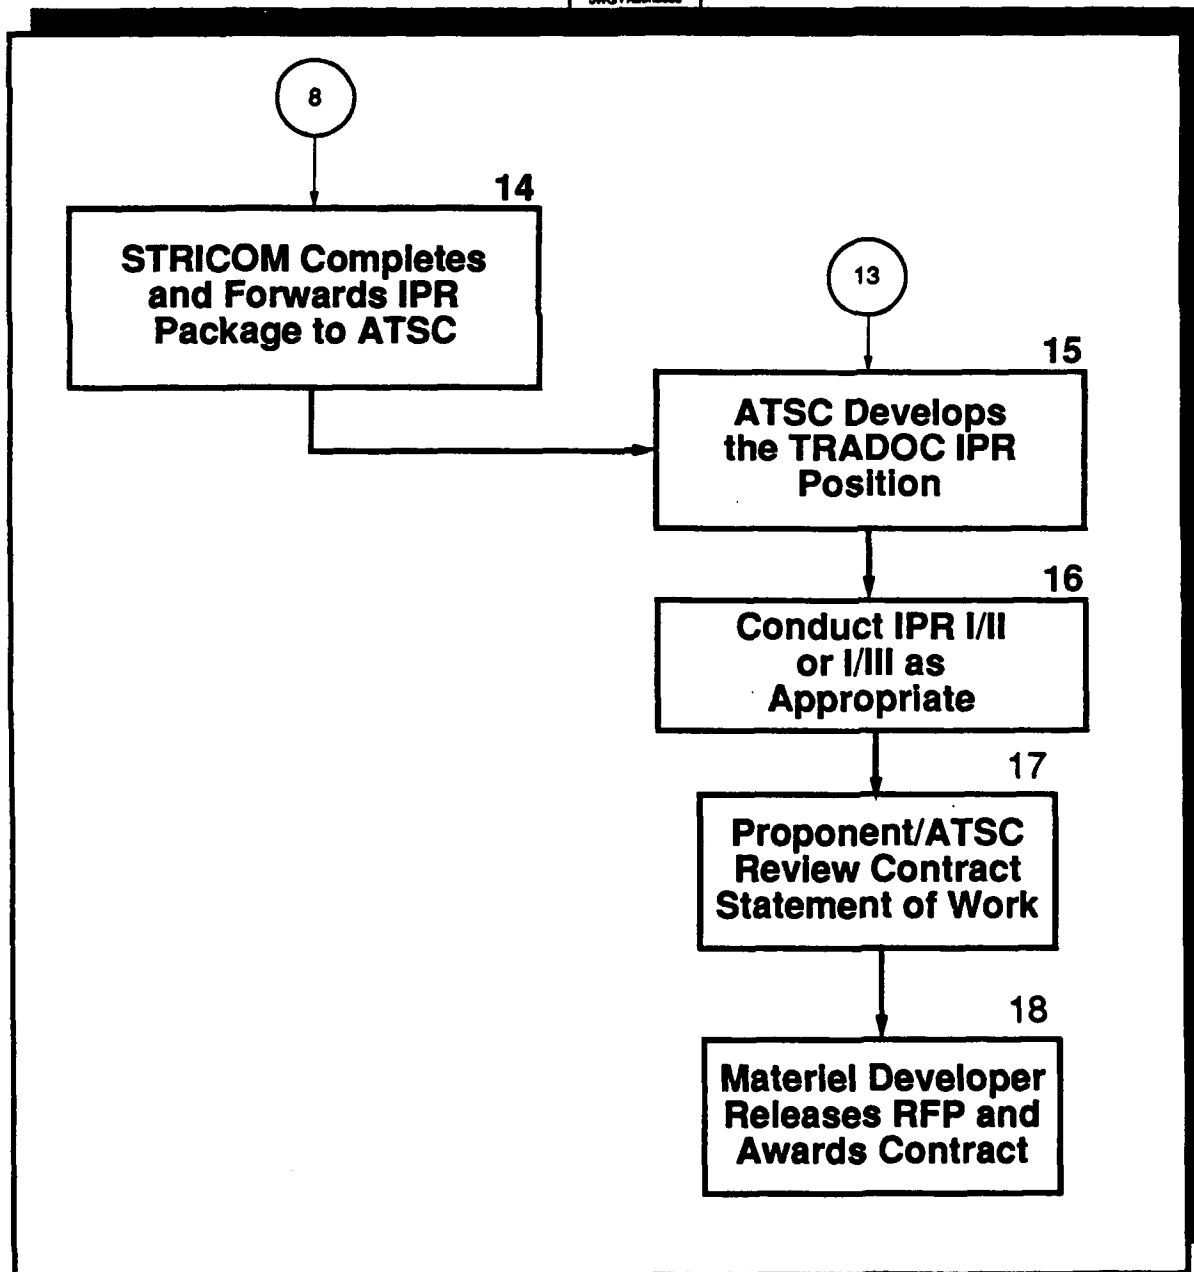 8
14
STRICOM Completes
and Forwards IPR
Package to ATSC
13
15
ATSC Develops
the TRADOC IPR
Position
16
Conduct IPR I/II
or I/III as
Appropriate
17
Proponent/ATSC
Review Contract
Statement of Work
18
Materiel Developer
Releases RFP and
Awards Contract